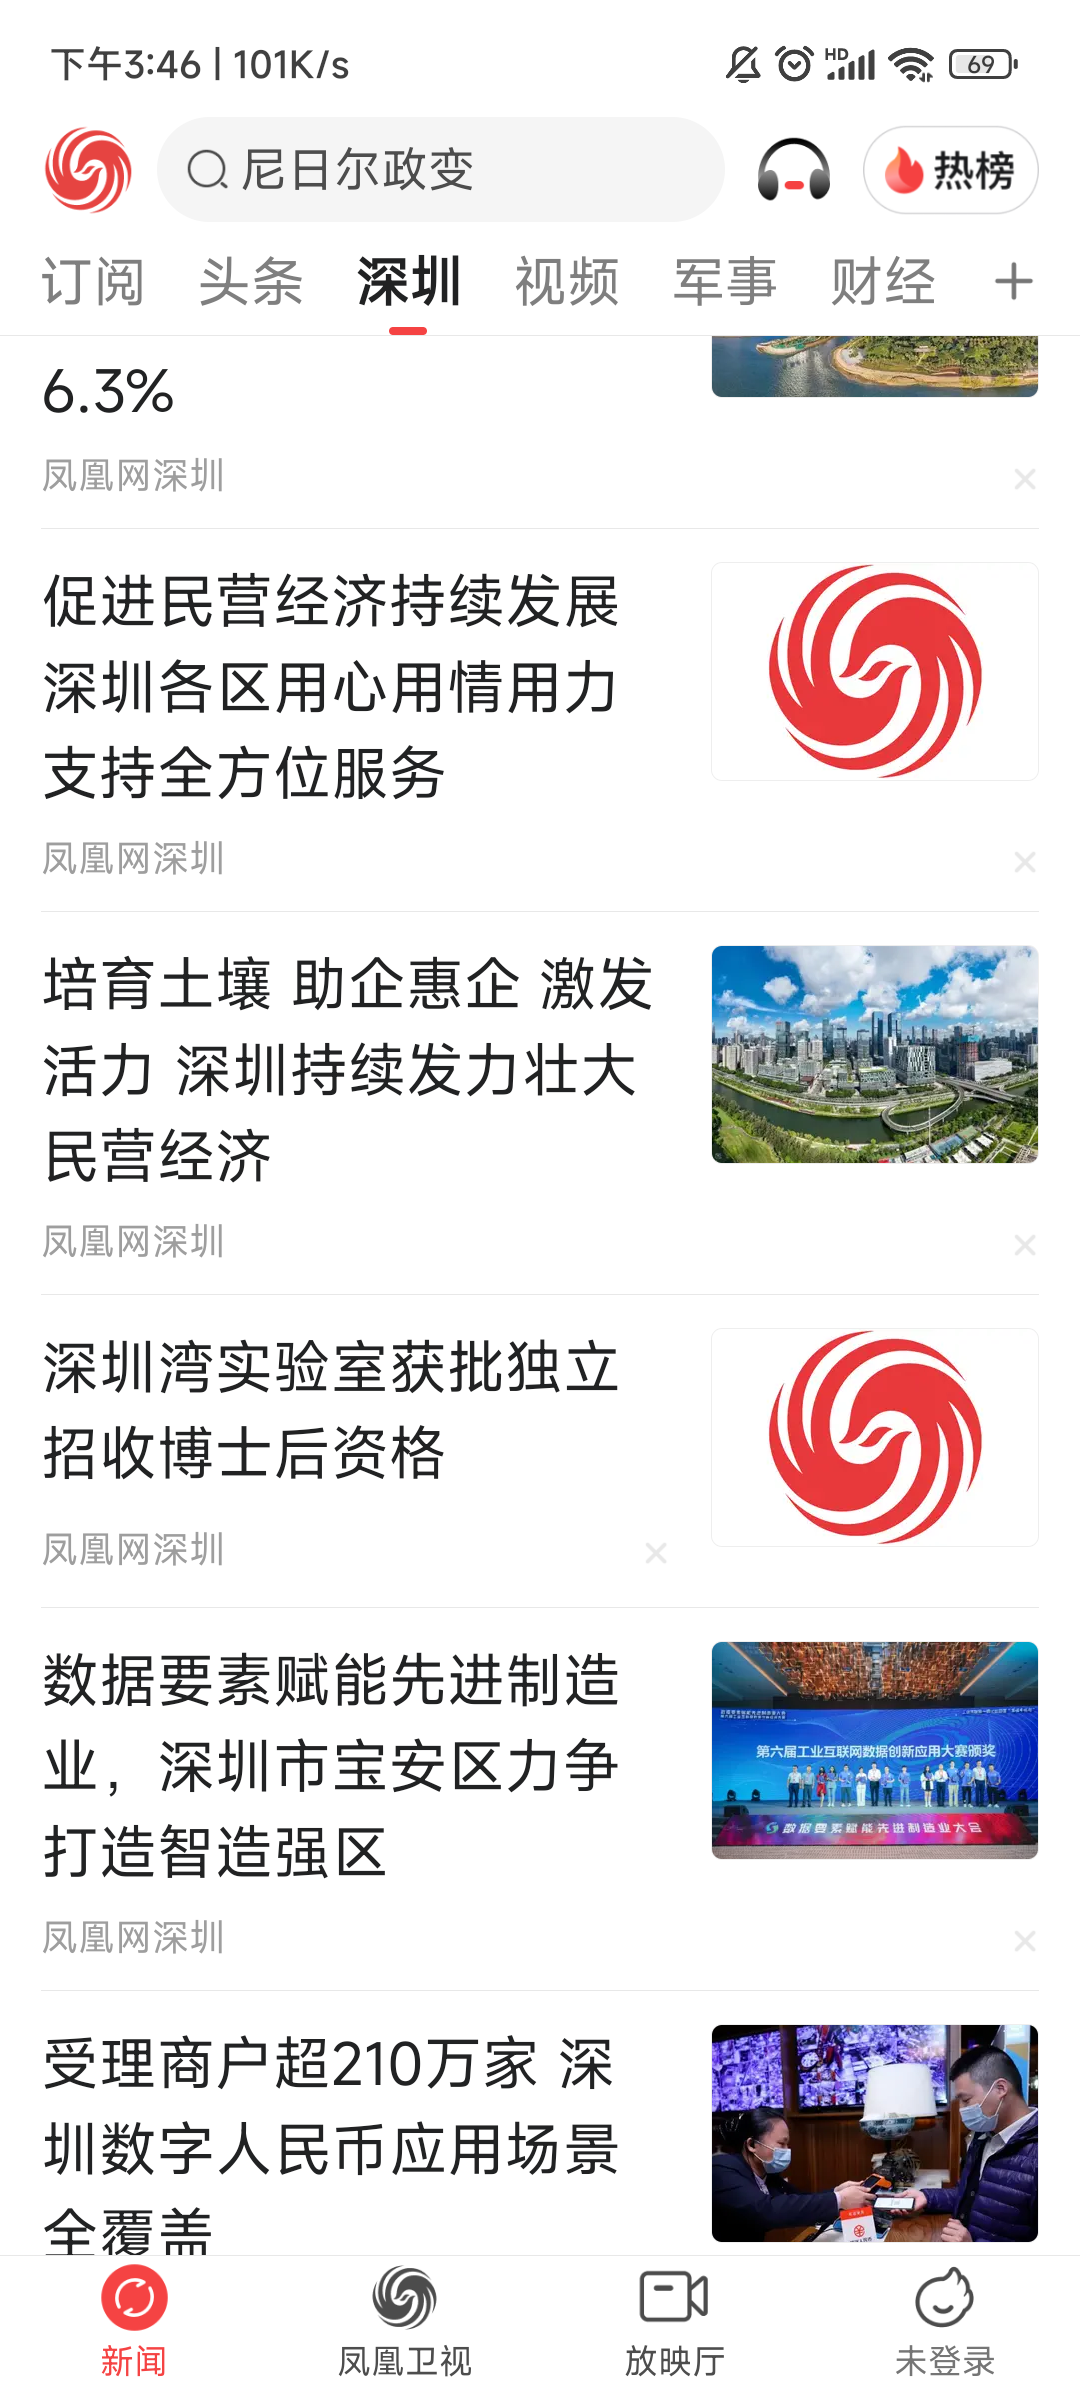 下午3:46 | 101K/s
HD
69
尼日尔政变
热榜
订阅 头条 深圳 视频 军事 财经
6.3%
凤凰网深圳
促进民营经济持续发展
深圳各区用心用情用力
支持全方位服务
凤凰网深圳
培育土壤 助企惠企 激发
活力 深圳持续发力壮大
民营经济
凤凰网深圳
深圳湾实验室获批独立
招收博士后资格
凤凰网深圳
数据要素赋能先进制造
业，深圳市宝安区力争
打造智造强区
第六届工业互联网数据创新应用大赛颁奖
数据要素赋能先进制造业大会
凤凰网深圳
受理商户超210万家 深
圳数字人民币应用场景
全覆盖
新闻 凤凰卫视 放映厅 未登录